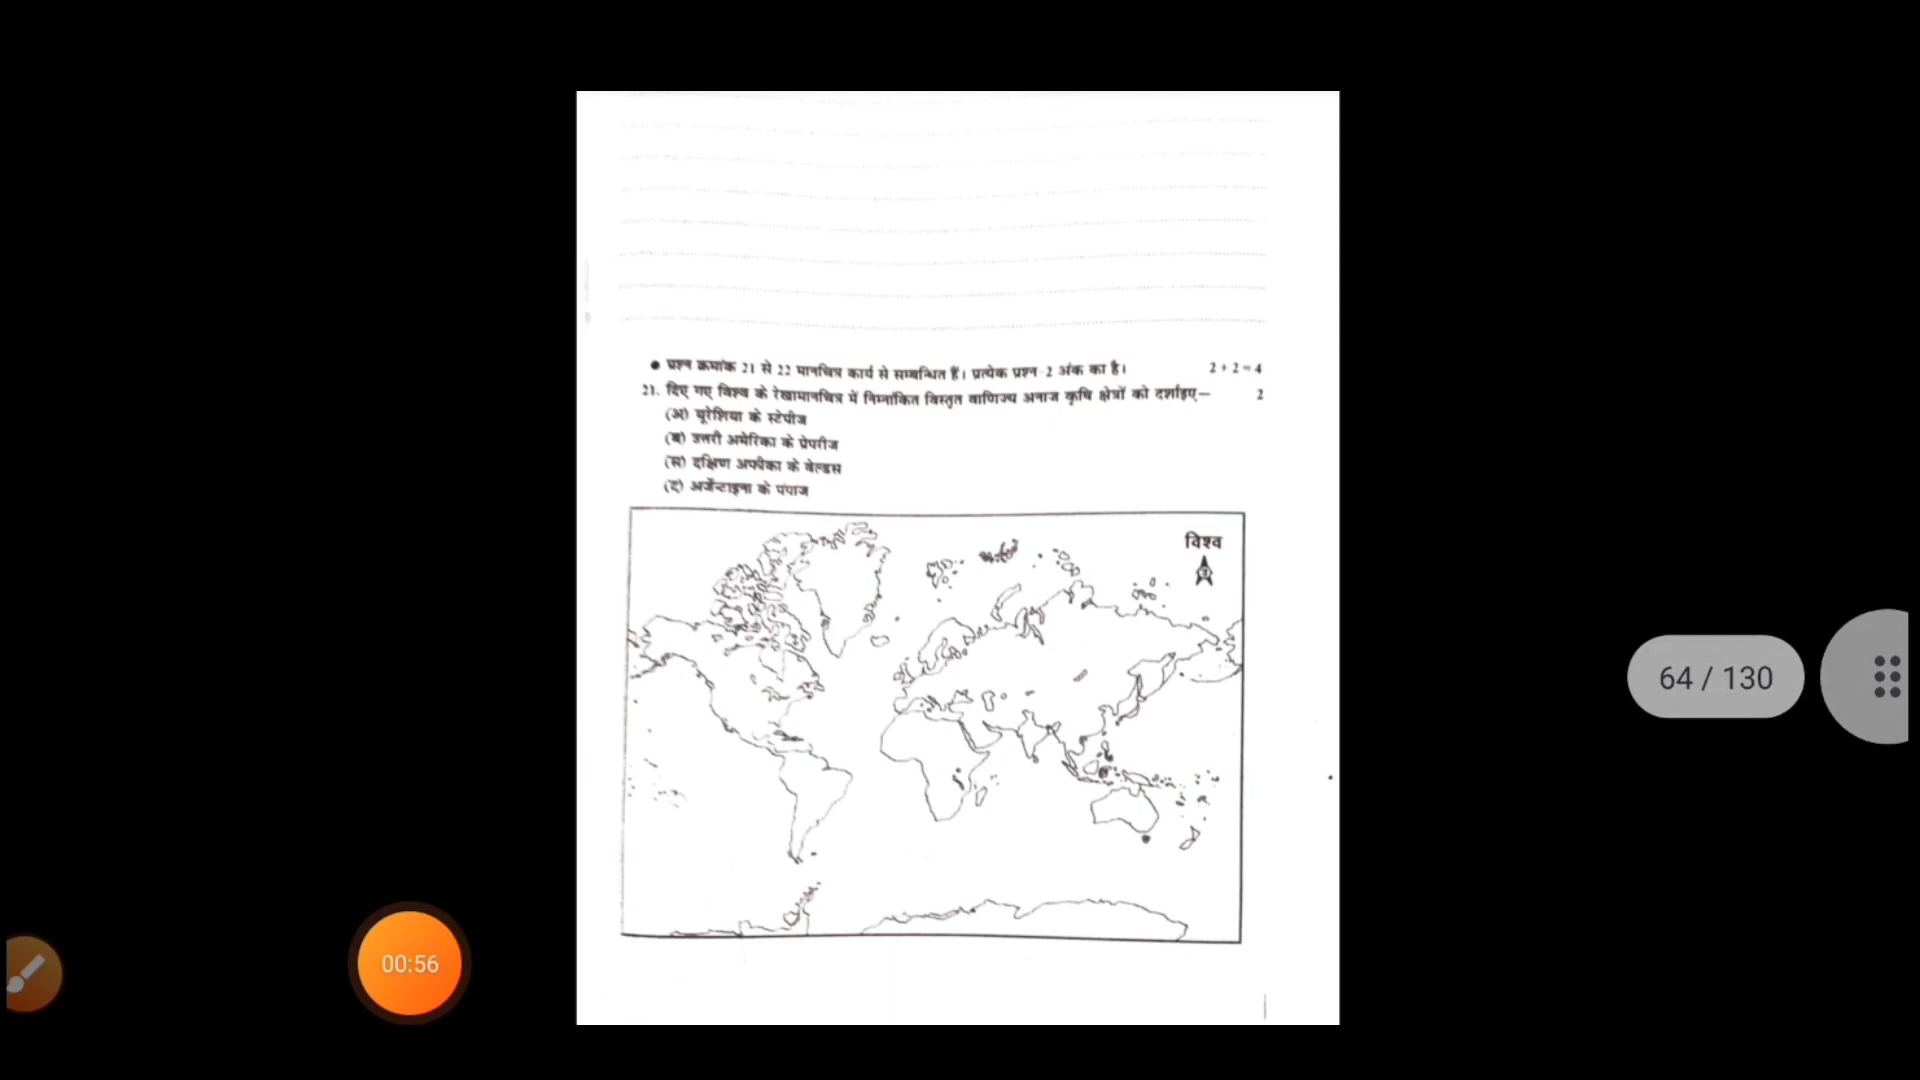 ● प्रश्न क्रमांक 21 से 22 मानचित्र कार्य से सम्बन्धित हैं। प्रत्येक प्रश्न 2 अंक का है। 2 + 2 = 4
21. दिए गए विश्व के रेखामानचित्र में निम्नांकित विस्तृत वाणिज्य अनाज कृषि क्षेत्रों को दर्शाइए— 2
(अ) यूरेशिया के स्टेपीज
(ब) उत्तरी अमेरिका के प्रेयरीज
(स) दक्षिण अफ्रीका के वेल्डस
(द) अर्जेन्टाइना के पंपाज
विश्व
64 / 130
00:56